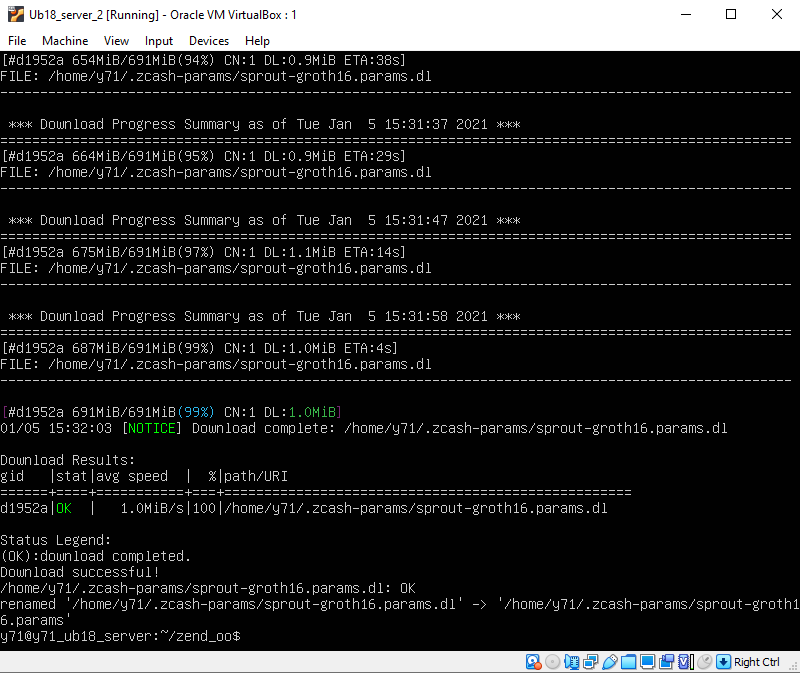 Ub18_server_2 [Running] - Oracle VM VirtualBox : 1
File Machine View Input Devices Help
[#d1952a 654MiB/691MiB(94%) CN:1 DL:0.9MiB ETA:38s]
FILE: /home/y71/.zcash-params/sprout-groth16.params.dl
---------------------------------------------------------------------------------------------------
*** Download Progress Summary as of Tue Jan  5 15:31:37 2021 ***
===================================================================================================
[#d1952a 664MiB/691MiB(95%) CN:1 DL:0.9MiB ETA:29s]
FILE: /home/y71/.zcash-params/sprout-groth16.params.dl
---------------------------------------------------------------------------------------------------
*** Download Progress Summary as of Tue Jan  5 15:31:47 2021 ***
===================================================================================================
[#d1952a 675MiB/691MiB(97%) CN:1 DL:1.1MiB ETA:14s]
FILE: /home/y71/.zcash-params/sprout-groth16.params.dl
---------------------------------------------------------------------------------------------------
*** Download Progress Summary as of Tue Jan  5 15:31:58 2021 ***
===================================================================================================
[#d1952a 687MiB/691MiB(99%) CN:1 DL:1.0MiB ETA:4s]
FILE: /home/y71/.zcash-params/sprout-groth16.params.dl
---------------------------------------------------------------------------------------------------
[#d1952a 691MiB/691MiB(99%) CN:1 DL:1.0MiB]
01/05 15:32:03 [NOTICE] Download complete: /home/y71/.zcash-params/sprout-groth16.params.dl
Download Results:
gid   |stat|avg speed  |  %|path/URI
======+====+===========+===+===================================================
d1952a|OK  |   1.0MiB/s|100|/home/y71/.zcash-params/sprout-groth16.params.dl
Status Legend:
(OK):download completed.
Download successful!
/home/y71/.zcash-params/sprout-groth16.params.dl: OK
renamed '/home/y71/.zcash-params/sprout-groth16.params.dl' -> '/home/y71/.zcash-params/sprout-groth1
6.params'
y71@y71_ub18_server:~/zend_oo$
Right Ctrl